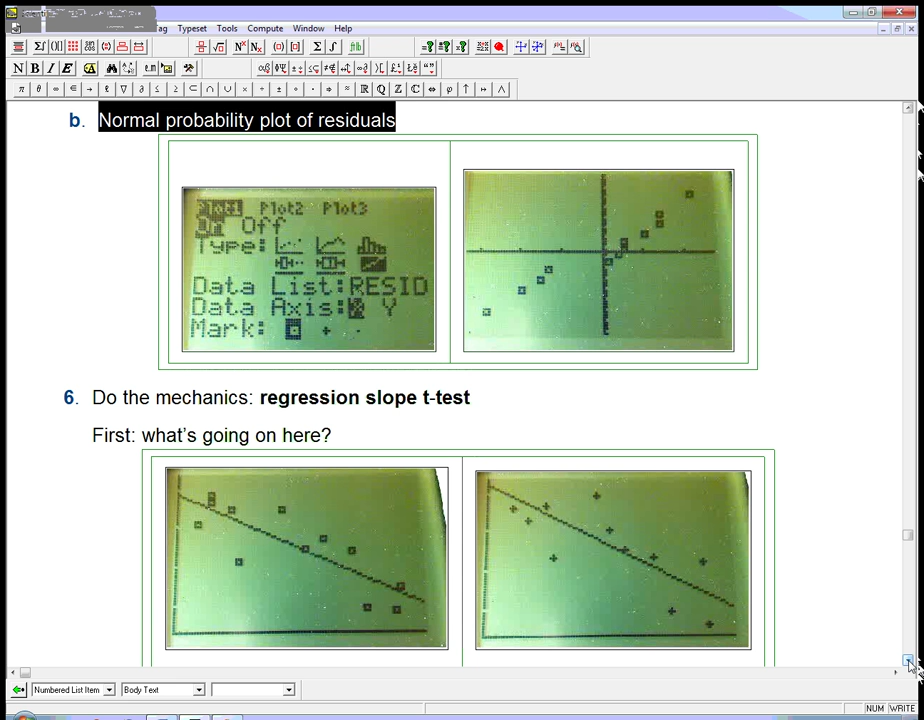 Typeset Tools Compute Window Help
b. Normal probability plot of residuals
Plot1 Plot2 Plot3
On Off
Type:
Data List:RESID
Data Axis:X Y
Mark: ▫ + ·
6. Do the mechanics: regression slope t-test
First: what's going on here?
Numbered List Item Body Text
NUM WRITE